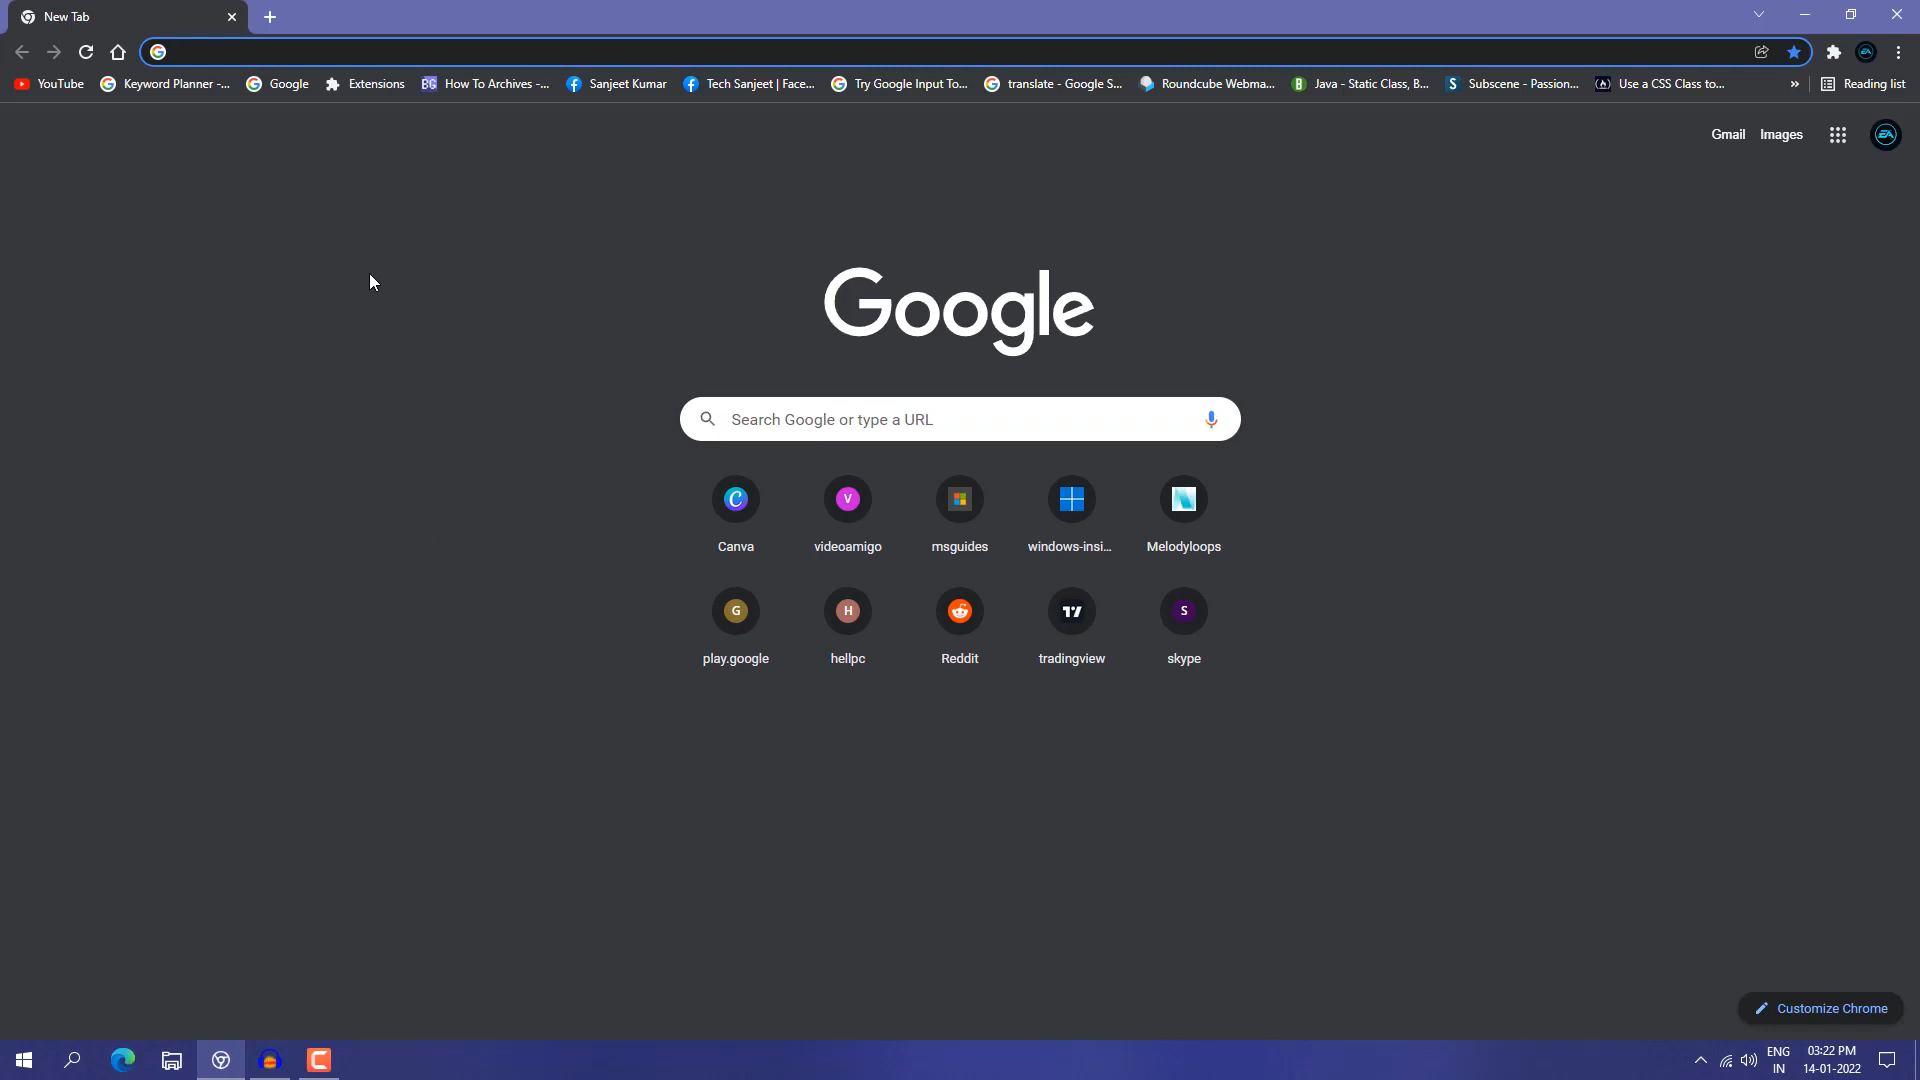 New Tab
YouTube
Keyword Planner -...
Google
Extensions
How To Archives -...
Sanjeet Kumar
Tech Sanjeet | Face...
Try Google Input To...
translate - Google S...
Roundcube Webma...
Java - Static Class, B...
Subscene - Passion...
Use a CSS Class to...
»
Reading list
Gmail
Images
Google
Search Google or type a URL
Canva
videoamigo
msguides
windows-insi...
Melodyloops
play.google
hellpc
Reddit
tradingview
skype
Customize Chrome
ENG
IN
03:22 PM
14-01-2022